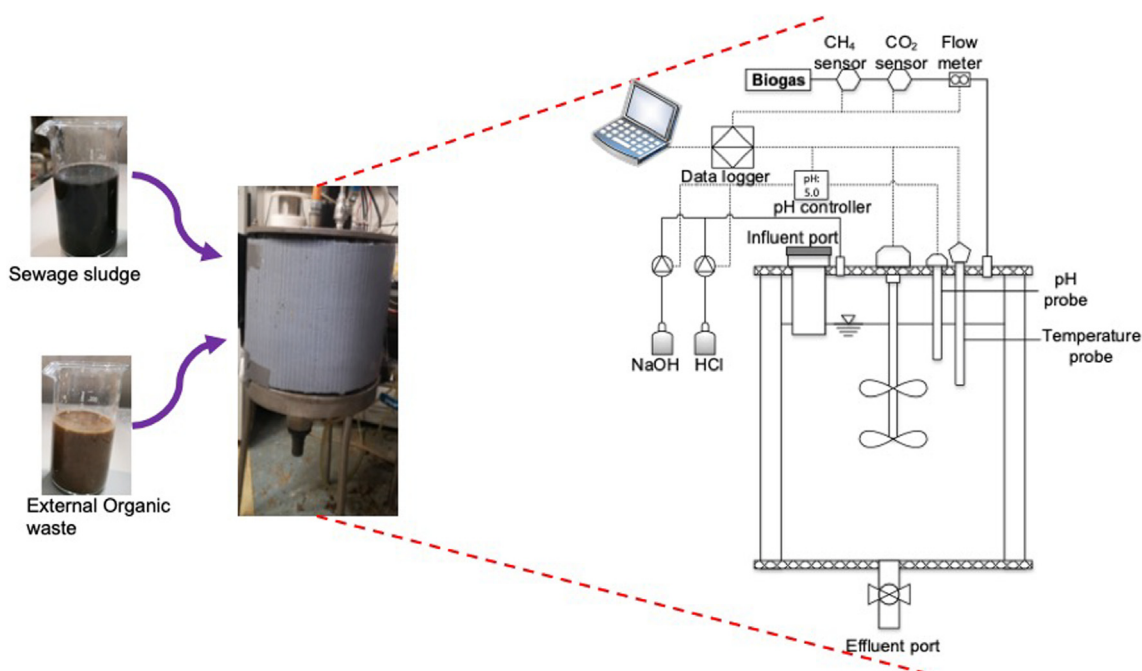 Sewage sludge
External Organic
waste
CH₄
sensor
CO₂
sensor
Flow
meter
Biogas
Data logger
pH:
5.0
pH controller
Influent port
NaOH
HCl
pH
probe
Temperature
probe
Effluent port